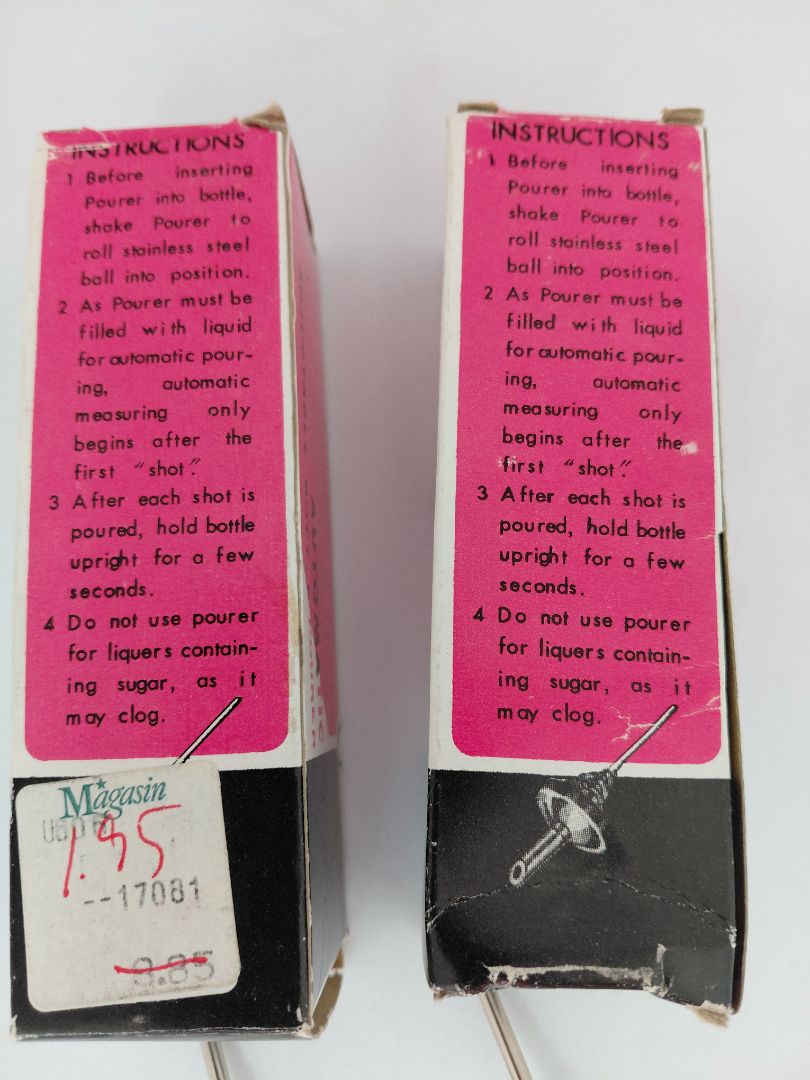 INSTRUCTIONS
1 Before inserting
Pourer into bottle,
shake Pourer to
roll stainless steel
ball into position.
2 As Pourer must be
filled with liquid
for automatic pour-
ing, automatic
measuring only
begins after the
first "shot".
3 After each shot is
poured, hold bottle
upright for a few
seconds.
4 Do not use pourer
for liquers contain-
ing sugar, as it
may clog.
Magasin
1.95
--17081
INSTRUCTIONS
1 Before inserting
Pourer into bottle,
shake Pourer to
roll stainless steel
ball into position.
2 As Pourer must be
filled with liquid
for automatic pour-
ing, automatic
measuring only
begins after the
first "shot".
3 After each shot is
poured, hold bottle
upright for a few
seconds.
4 Do not use pourer
for liquers contain-
ing sugar, as it
may clog.